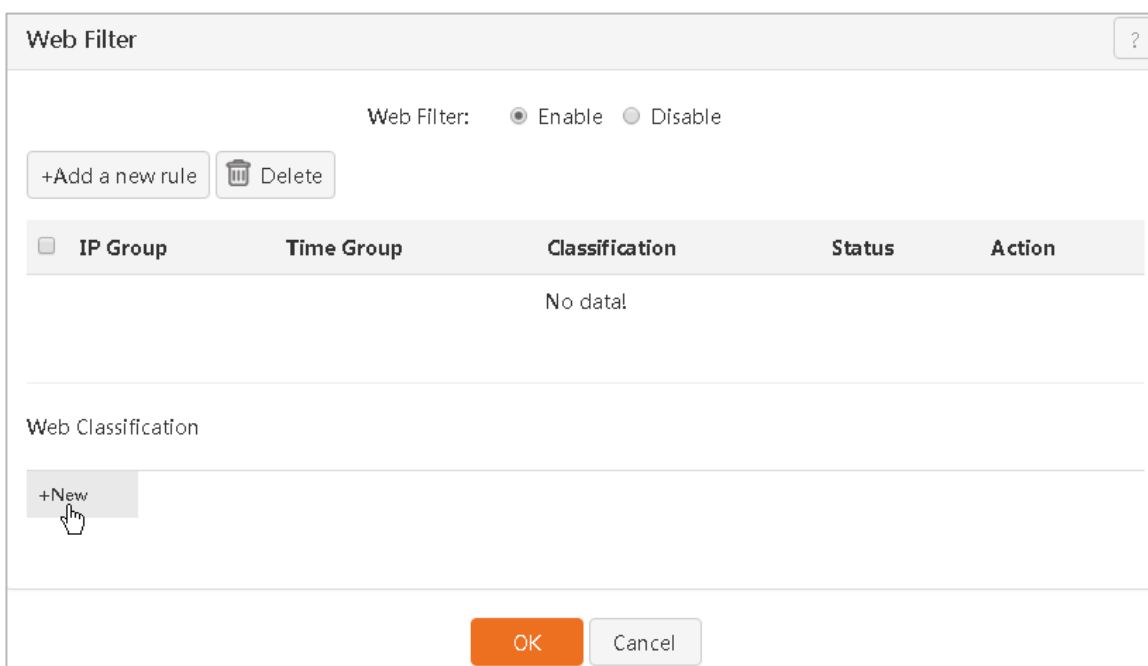 Web Filter
?
Web Filter: Enable Disable
+Add a new rule Delete
IP Group Time Group Classification Status Action
No data!
Web Classification
+New
OK Cancel